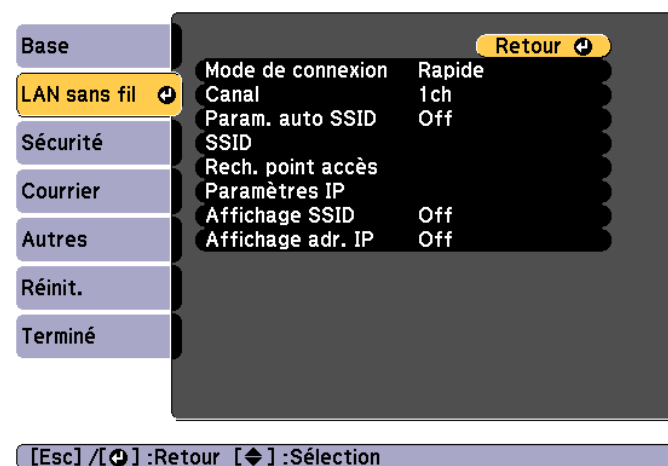 Base
LAN sans fil
Sécurité
Courrier
Autres
Réinit.
Terminé
Retour
Mode de connexion Rapide
Canal 1ch
Param. auto SSID Off
SSID
Rech. point accès
Paramètres IP
Affichage SSID Off
Affichage adr. IP Off
[Esc] /[⏎] :Retour [◆] :Sélection